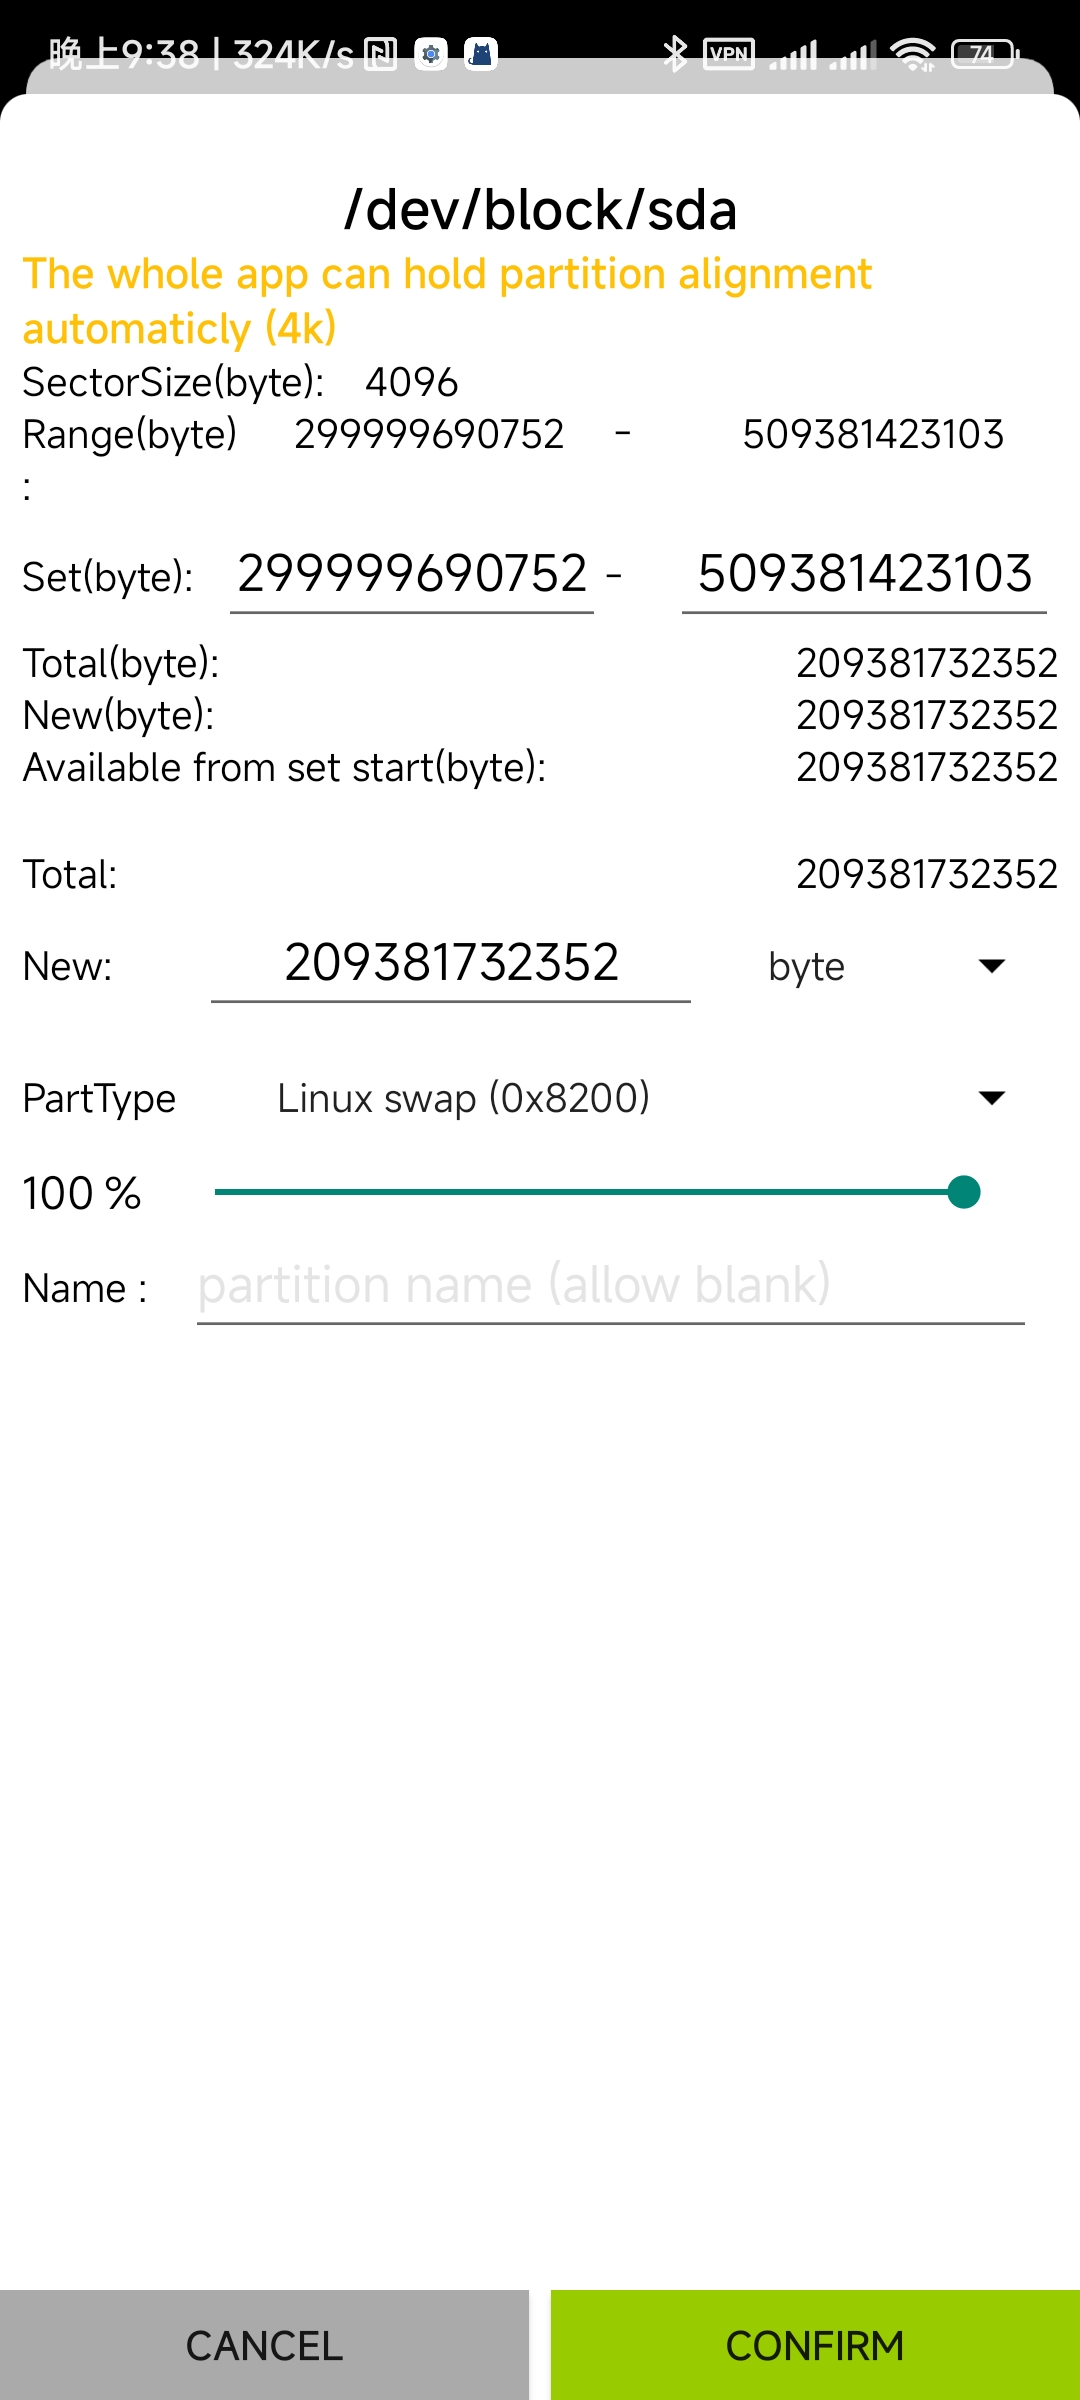 晚上9:38 | 324K/s VPN 74
/dev/block/sda
The whole app can hold partition alignment
automaticly (4k)
SectorSize(byte): 4096
Range(byte) 299999690752 - 509381423103
:
Set(byte): 299999690752 - 509381423103
Total(byte): 209381732352
New(byte): 209381732352
Available from set start(byte): 209381732352
Total: 209381732352
New: 209381732352 byte
PartType Linux swap (0x8200)
100 %
Name : partition name (allow blank)
CANCEL CONFIRM